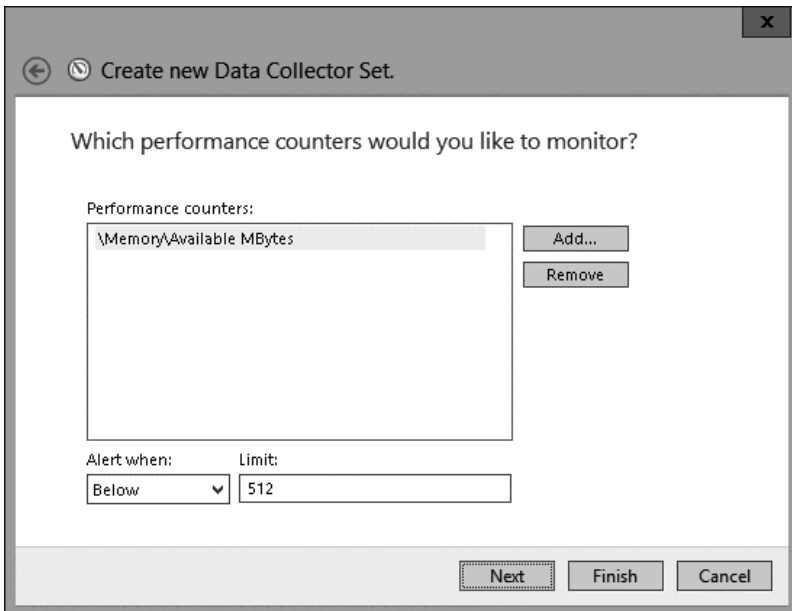 x
Create new Data Collector Set.
Which performance counters would you like to monitor?
Performance counters:
\Memory\Available MBytes
Add...
Remove
Alert when:
Limit:
Below
512
Next
Finish
Cancel